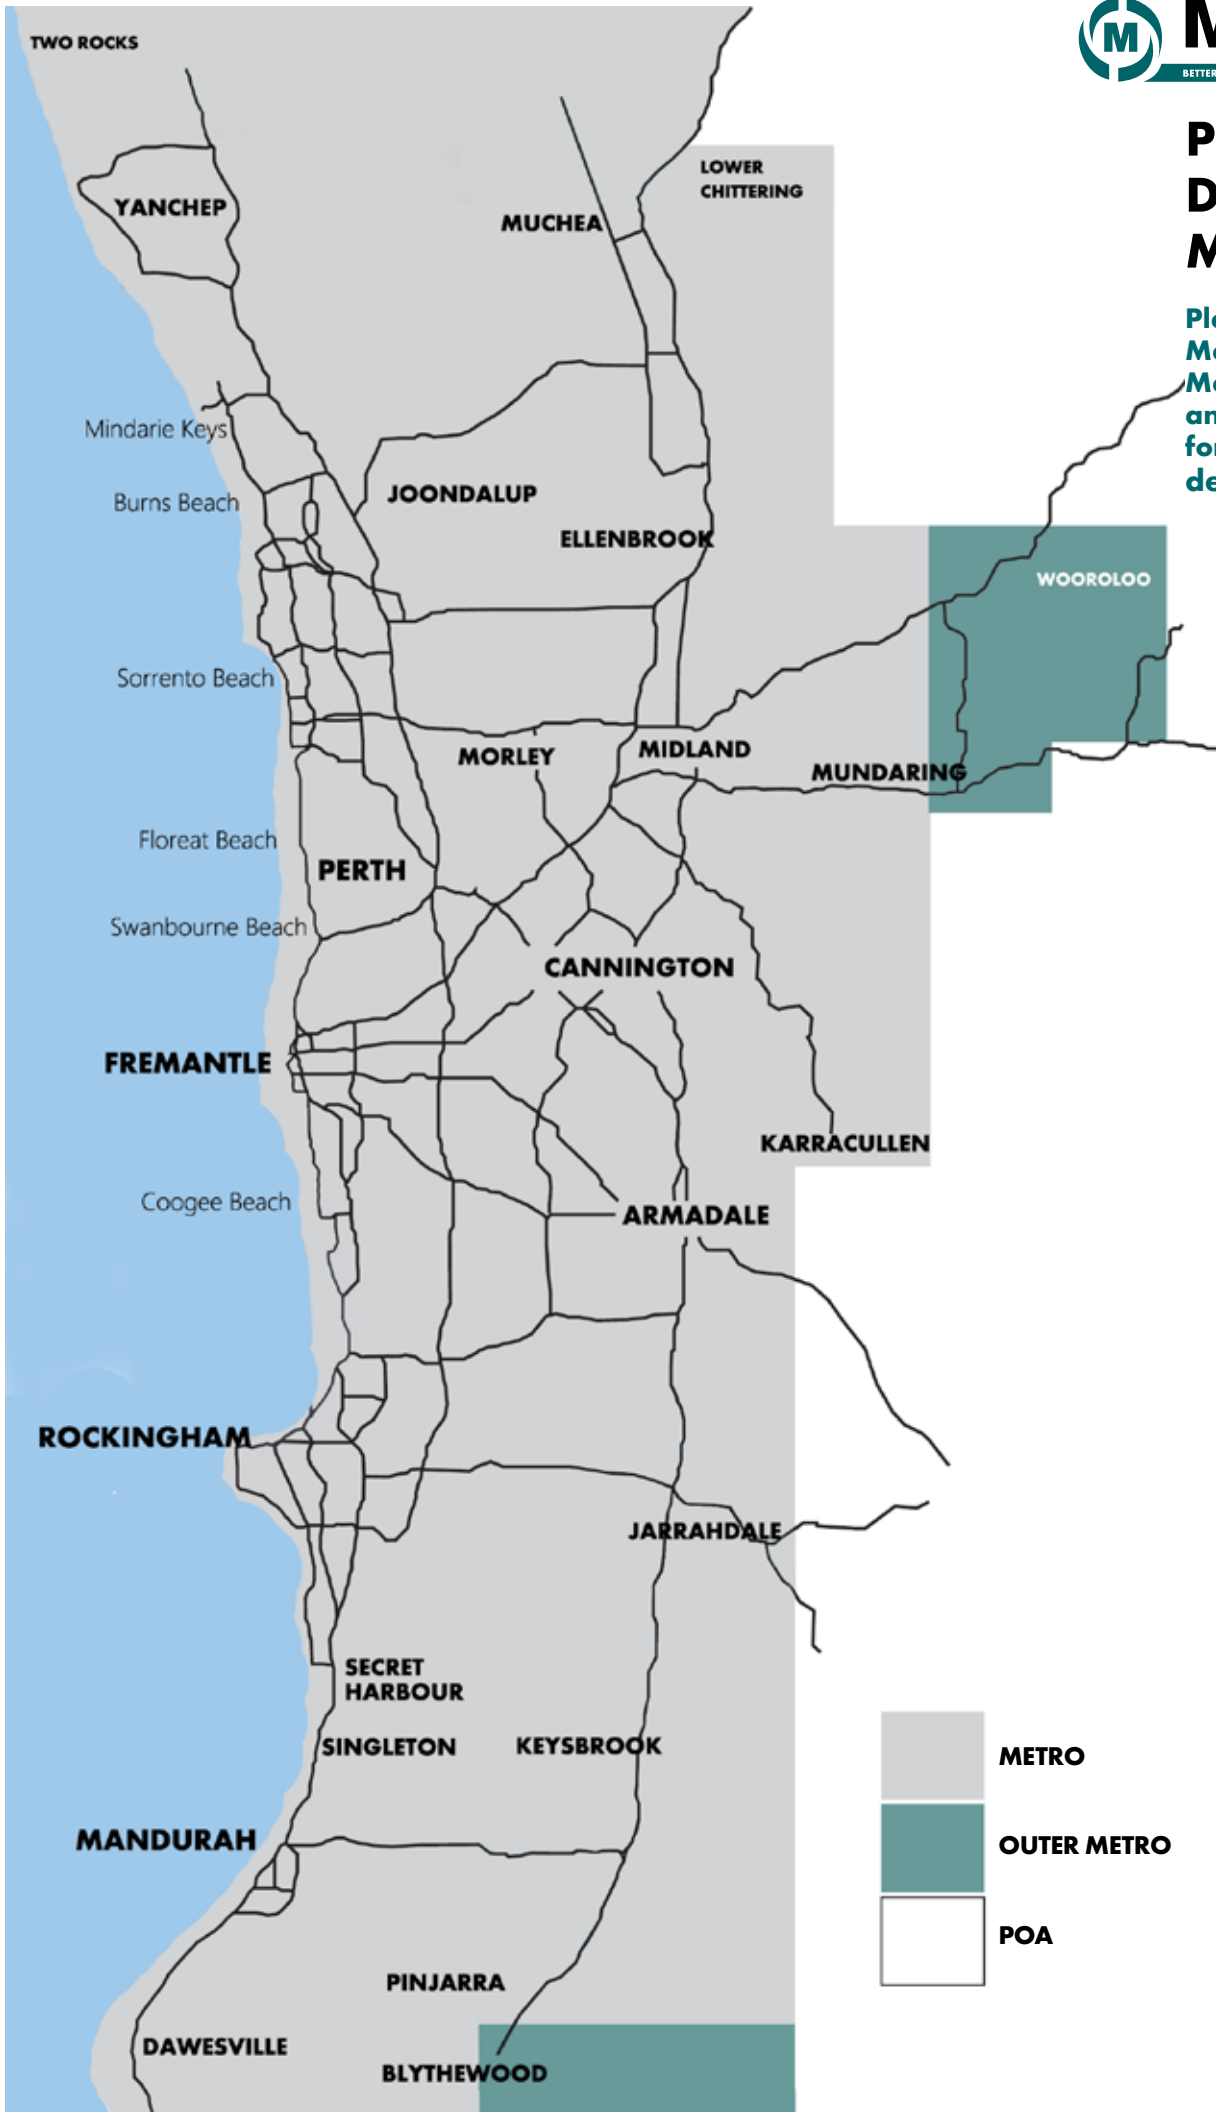 TWO ROCKS
M
BETTER
LOWER
CHITTERING
YANCHEP
MUCHEA
Mindarie Keys
Burns Beach
JOONDALUP
ELLENBROOK
WOOROLOO
Sorrento Beach
MORLEY
MIDLAND
MUNDARING
Floreat Beach
PERTH
Swanbourne Beach
CANNINGTON
FREMANTLE
KARRACULLEN
Coogee Beach
ARMADALE
ROCKINGHAM
JARRAHDALE
SECRET
HARBOUR
SINGLETON
KEYSBROOK
METRO
MANDURAH
OUTER METRO
POA
PINJARRA
DAWESVILLE
BLYTHEWOOD